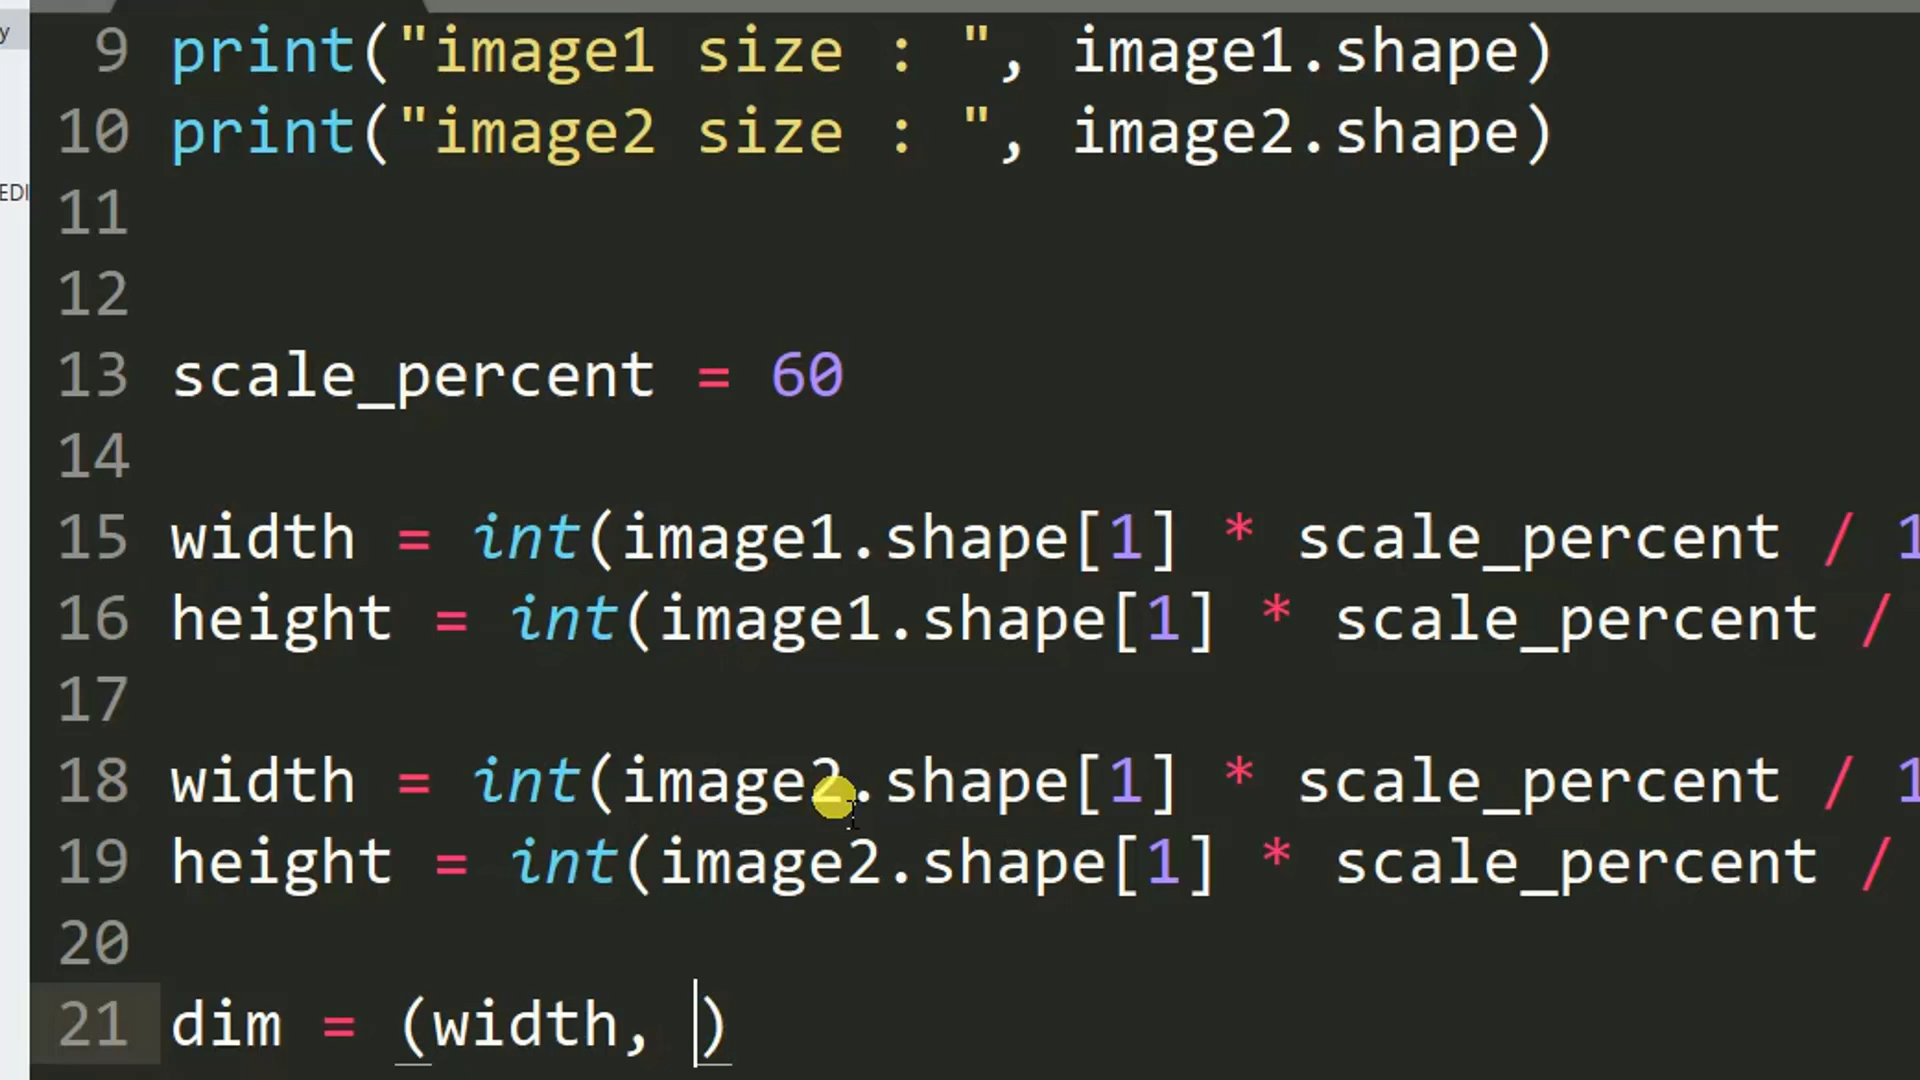 y
EDI
9 print("image1 size : ", image1.shape)
10 print("image2 size : ", image2.shape)
11
12
13 scale_percent = 60
14
15 width = int(image1.shape[1] * scale_percent / 1
16 height = int(image1.shape[1] * scale_percent /
17
18 width = int(image2.shape[1] * scale_percent / 1
19 height = int(image2.shape[1] * scale_percent /
20
21 dim = (width, )